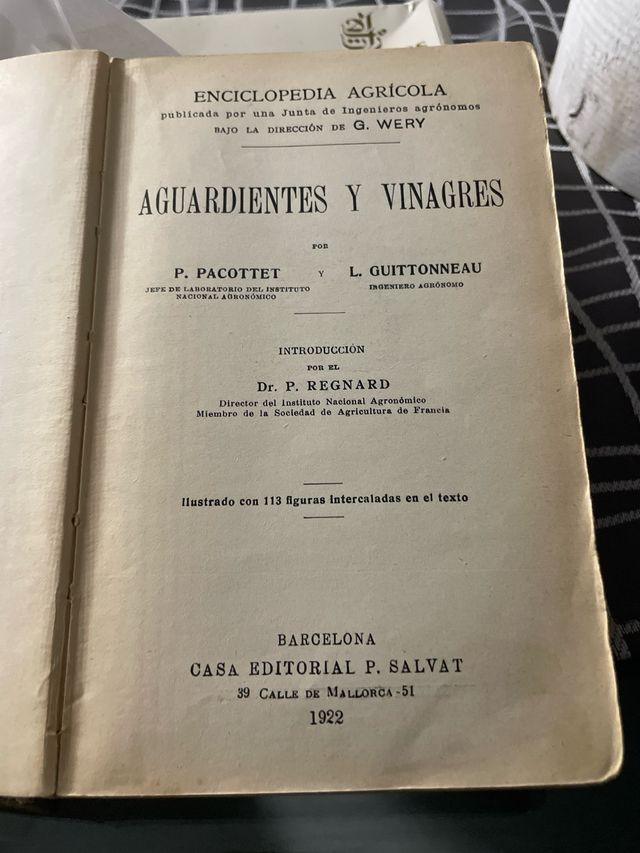 ENCICLOPEDIA AGRÍCOLA
publicada por una Junta de Ingenieros agrónomos
BAJO LA DIRECCIÓN DE G. WERY
AGUARDIENTES Y VINAGRES
POR
P. PACOTTET Y L. GUITTONNEAU
JEFE DE LABORATORIO DEL INSTITUTO
NACIONAL AGRONÓMICO
INGENIERO AGRÓNOMO
INTRODUCCIÓN
POR EL
Dr. P. REGNARD
Director del Instituto Nacional Agronómico
Miembro de la Sociedad de Agricultura de Francia
Ilustrado con 113 figuras intercaladas en el texto
BARCELONA
CASA EDITORIAL P. SALVAT
39 CALLE DE MALLORCA-51
1922